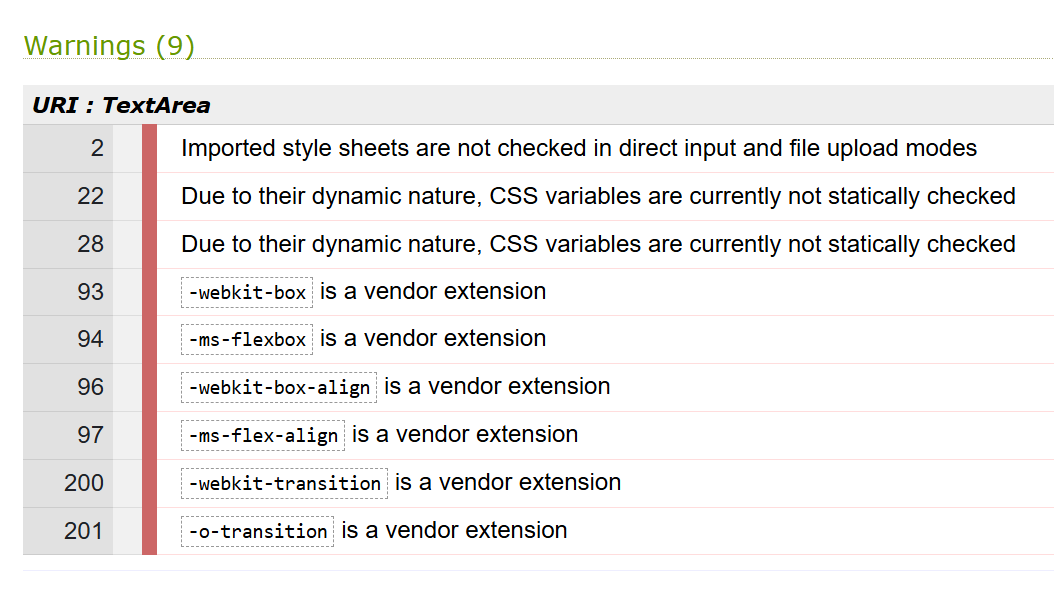 Warnings (9)
URI : TextArea
2 Imported style sheets are not checked in direct input and file upload modes
22 Due to their dynamic nature, CSS variables are currently not statically checked
28 Due to their dynamic nature, CSS variables are currently not statically checked
93 -webkit-box is a vendor extension
94 -ms-flexbox is a vendor extension
96 -webkit-box-align is a vendor extension
97 -ms-flex-align is a vendor extension
200 -webkit-transition is a vendor extension
201 -o-transition is a vendor extension